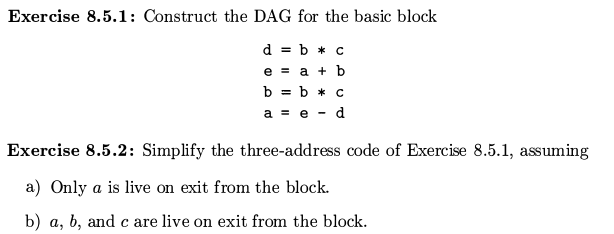 Exercise 8.5.1: Construct the DAG for the basic block
d = b * c
e = a + b
b = b * c
a = e - d
Exercise 8.5.2: Simplify the three-address code of Exercise 8.5.1, assuming
a) Only a is live on exit from the block.
b) a, b, and c are live on exit from the block.